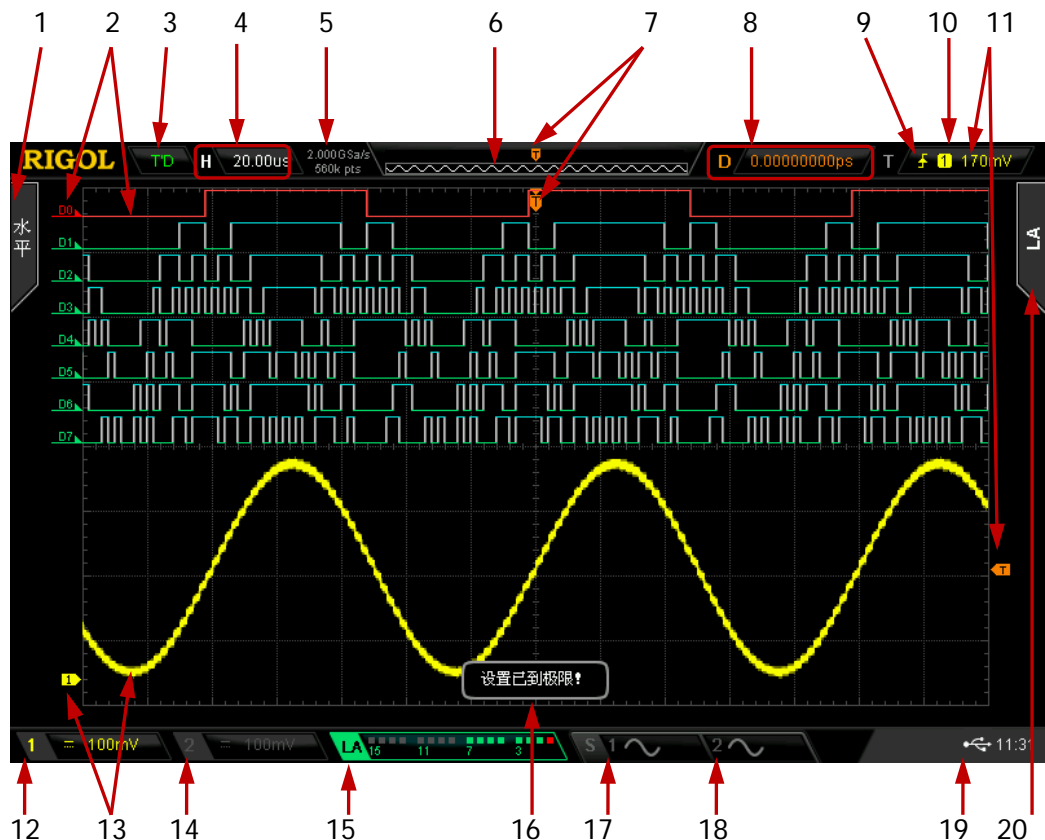 1 2 3 4 5 6 7 8 9 10 11
RIGOL T'D H 20.00us 2.000GSa/s D 0.00000000ps T 1 170mV
560k pts
T
水平
LA
D0
T
D1
D2
D3
D4
D5
D6
D7
T
1
设置已到极限!
1 100mV 2 100mV LA 15 11 7 3 S 1 2 11:31
12 13 14 15 16 17 18 19 20